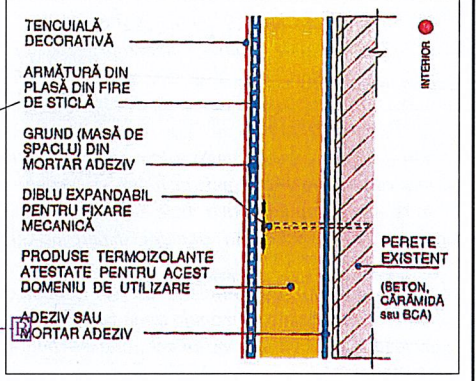 TENCUIALĂ
DECORATIVĂ
ARMĂTURĂ DIN
PLASĂ DIN FIRE
DE STICLĂ
GRUND (MASĂ DE
ȘPACLU) DIN
MORTAR ADEZIV
DIBLU EXPANDABIL
PENTRU FIXARE
MECANICĂ
PRODUSE TERMOIZOLANTE
ATESTATE PENTRU ACEST
DOMENIU DE UTILIZARE
ADEZIV SAU
MORTAR ADEZIV
INTERIOR
PERETE
EXISTENT
(BETON,
CĂRĂMIDĂ
sau BCA)